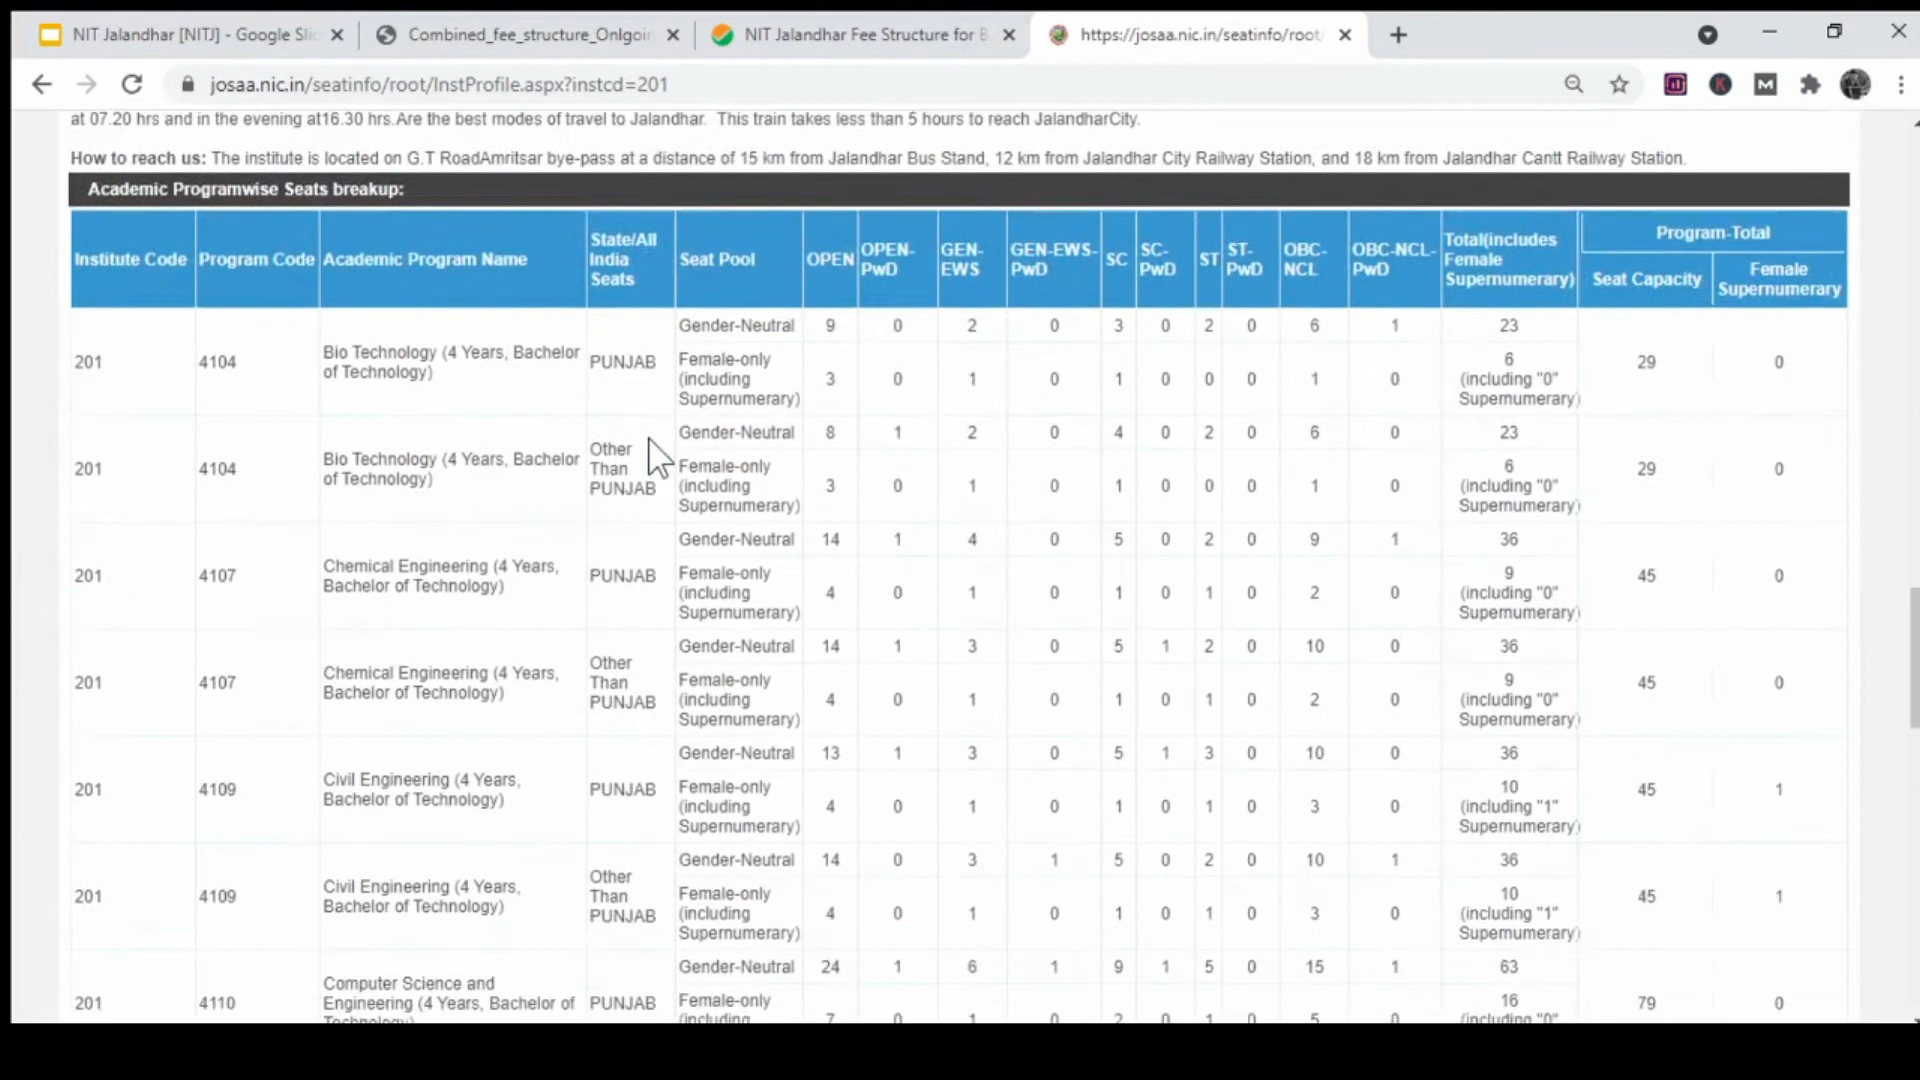 NIT Jalandhar [NITJ] - Google Slic
Combined_fee_structure_Onlgoin
NIT Jalandhar Fee Structure for B
https://josaa.nic.in/seatinfo/root/
josaa.nic.in/seatinfo/root/InstProfile.aspx?instcd=201
at 07.20 hrs and in the evening at16.30 hrs.Are the best modes of travel to Jalandhar. This train takes less than 5 hours to reach JalandharCity.
How to reach us: The institute is located on G.T RoadAmritsar bye-pass at a distance of 15 km from Jalandhar Bus Stand, 12 km from Jalandhar City Railway Station, and 18 km from Jalandhar Cantt Railway Station.
Academic Programwise Seats breakup:
Institute Code Program Code Academic Program Name State/All India Seats Seat Pool OPEN OPEN-PwD GEN-EWS GEN-EWS-PwD SC SC-PwD ST ST-PwD OBC-NCL OBC-NCL-PwD Total(includes Female Supernumerary) Program-Total
Seat Capacity Female Supernumerary
201 4104 Bio Technology (4 Years, Bachelor of Technology) PUNJAB Gender-Neutral 9 0 2 0 3 0 2 0 6 1 23 29 0
Female-only (including Supernumerary) 3 0 1 0 1 0 0 0 1 0 6 (including "0" Supernumerary)
201 4104 Bio Technology (4 Years, Bachelor of Technology) Other Than PUNJAB Gender-Neutral 8 1 2 0 4 0 2 0 6 0 23 29 0
Female-only (including Supernumerary) 3 0 1 0 1 0 0 0 1 0 6 (including "0" Supernumerary)
201 4107 Chemical Engineering (4 Years, Bachelor of Technology) PUNJAB Gender-Neutral 14 1 4 0 5 0 2 0 9 1 36 45 0
Female-only (including Supernumerary) 4 0 1 0 1 0 1 0 2 0 9 (including "0" Supernumerary)
201 4107 Chemical Engineering (4 Years, Bachelor of Technology) Other Than PUNJAB Gender-Neutral 14 1 3 0 5 1 2 0 10 0 36 45 0
Female-only (including Supernumerary) 4 0 1 0 1 0 1 0 2 0 9 (including "0" Supernumerary)
201 4109 Civil Engineering (4 Years, Bachelor of Technology) PUNJAB Gender-Neutral 13 1 3 0 5 1 3 0 10 0 36 45 1
Female-only (including Supernumerary) 4 0 1 0 1 0 1 0 3 0 10 (including "1" Supernumerary)
201 4109 Civil Engineering (4 Years, Bachelor of Technology) Other Than PUNJAB Gender-Neutral 14 0 3 1 5 0 2 0 10 1 36 45 1
Female-only (including Supernumerary) 4 0 1 0 1 0 1 0 3 0 10 (including "1" Supernumerary)
201 4110 Computer Science and Engineering (4 Years, Bachelor of Technology) PUNJAB Gender-Neutral 24 1 6 1 9 1 5 0 15 1 63 79 0
Female-only (including 7 0 1 0 2 0 1 0 5 0 16 (including "0"